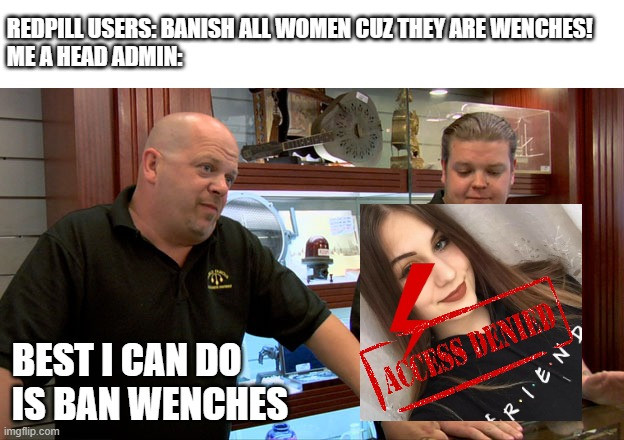 REDPILL USERS: BANISH ALL WOMEN CUZ THEY ARE WENCHES!
ME A HEAD ADMIN:
ACCESS DENIED
F·R·I·E·N·D
BEST I CAN DO
IS BAN WENCHES
imgflip.com